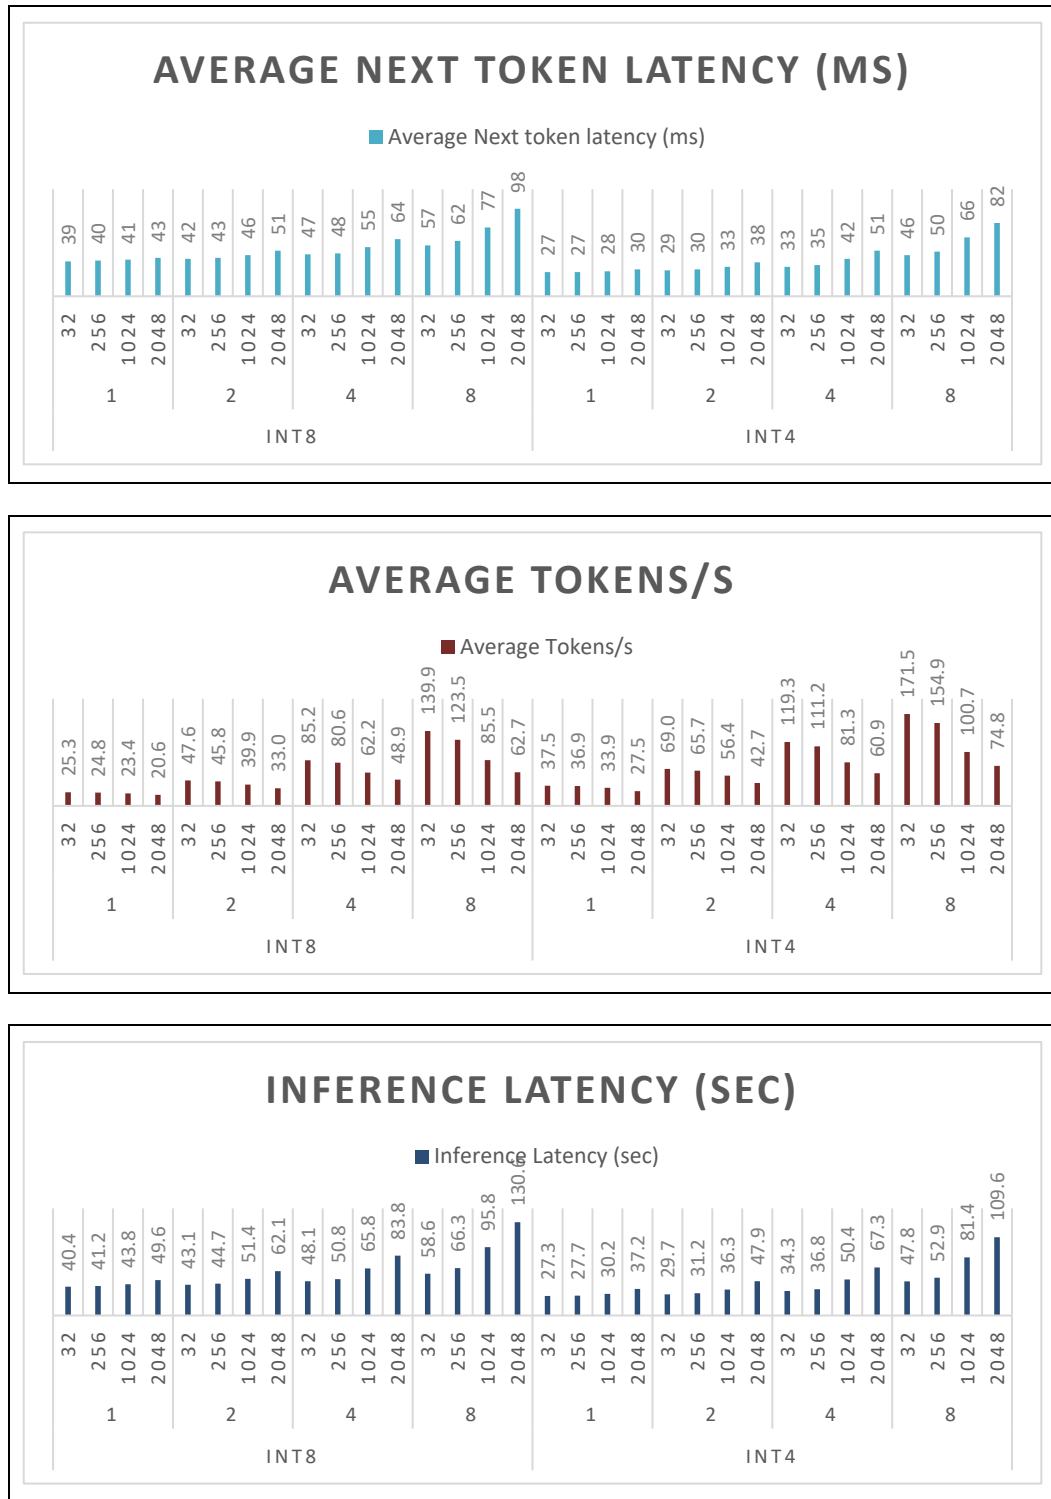 AVERAGE NEXT TOKEN LATENCY (MS)
Average Next token latency (ms)
39 40 41 43 42 43 46 51 47 48 55 64 57 62 77 98 27 27 28 30 29 30 33 38 33 35 42 51 46 50 66 82
32 256 1024 2048 32 256 1024 2048 32 256 1024 2048 32 256 1024 2048 32 256 1024 2048 32 256 1024 2048 32 256 1024 2048 32 256 1024 2048
1 2 4 8 1 2 4 8
INT8 INT4
AVERAGE TOKENS/S
Average Tokens/s
25.3 24.8 23.4 20.6 47.6 45.8 39.9 33.0 85.2 80.6 62.2 48.9 139.9 123.5 85.5 62.7 37.5 36.9 33.9 27.5 69.0 65.7 56.4 42.7 119.3 111.2 81.3 60.9 171.5 154.9 100.7 74.8
32 256 1024 2048 32 256 1024 2048 32 256 1024 2048 32 256 1024 2048 32 256 1024 2048 32 256 1024 2048 32 256 1024 2048 32 256 1024 2048
1 2 4 8 1 2 4 8
INT8 INT4
INFERENCE LATENCY (SEC)
Inference Latency (sec)
40.4 41.2 43.8 49.6 43.1 44.7 51.4 62.1 48.1 50.8 65.8 83.8 58.6 66.3 95.8 130.6 27.3 27.7 30.2 37.2 29.7 31.2 36.3 47.9 34.3 36.8 50.4 67.3 47.8 52.9 81.4 109.6
32 256 1024 2048 32 256 1024 2048 32 256 1024 2048 32 256 1024 2048 32 256 1024 2048 32 256 1024 2048 32 256 1024 2048 32 256 1024 2048
1 2 4 8 1 2 4 8
INT8 INT4